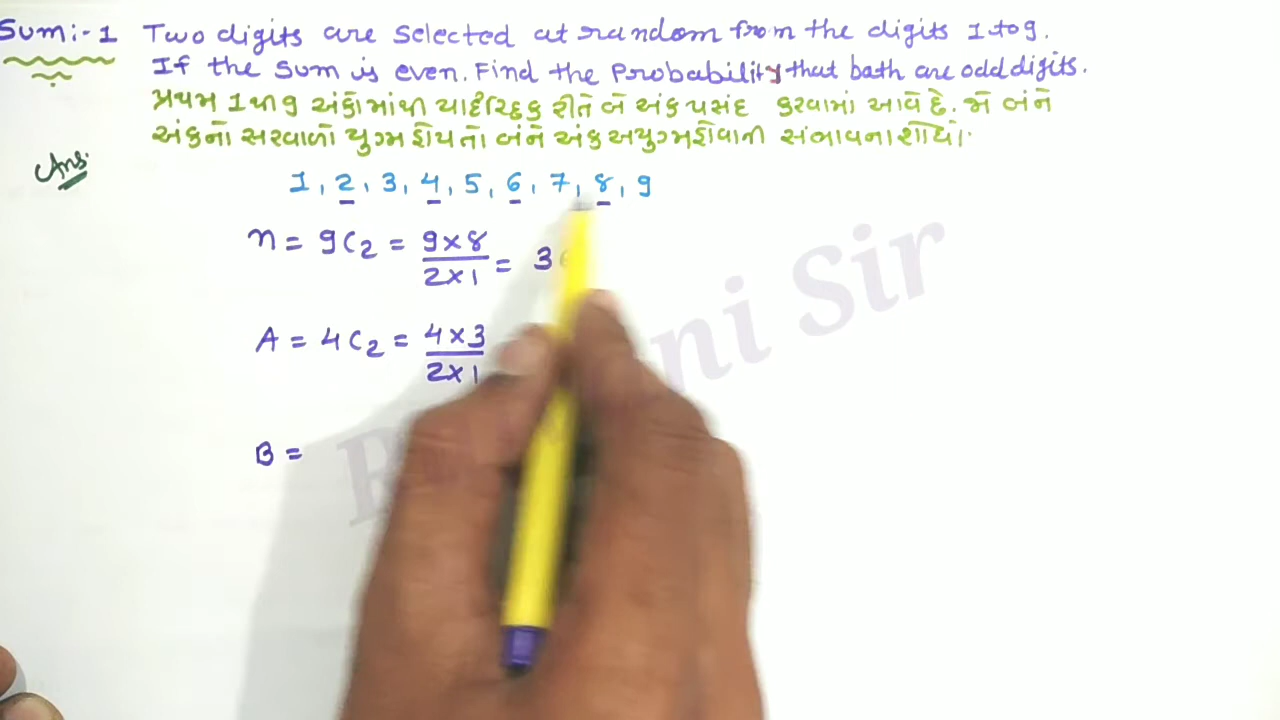 Sum:- 1 Two digits are selected at random from the digits 1 to 9.
If the sum is even. Find the Probability that bath are odd digits.
પ્રથમ 1 થી 9 અંકોમાંથી યાદૈચ્છિક રીતે બે અંક પસંદ કરવામાં આવે છે. જો બંને
અંકનો સરવાળો યુગ્મ હોય તો બંને અંક અયુગ્મ હોવાની સંભાવના શોધો.
Ans.
1, 2, 3, 4, 5, 6, 7, 8, 9
n = 9C2 = 9×8 / 2×1 = 3
A = 4C2 = 4×3 / 2×1
B =
ni Sir